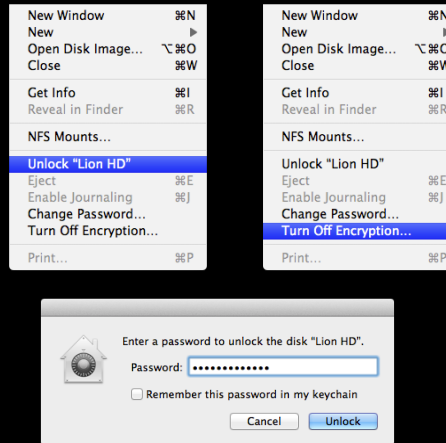 New Window ⌘N
New ▶
Open Disk Image... ⌥⌘O
Close ⌘W
Get Info ⌘I
Reveal in Finder ⌘R
NFS Mounts...
Unlock “Lion HD”
Eject ⌘E
Enable Journaling ⌘J
Change Password...
Turn Off Encryption...
Print... ⌘P
New Window ⌘N
New
Open Disk Image... ⌥⌘O
Close ⌘W
Get Info ⌘I
Reveal in Finder ⌘R
NFS Mounts...
Unlock “Lion HD”
Eject ⌘E
Enable Journaling ⌘J
Change Password...
Turn Off Encryption...
Print... ⌘P
Enter a password to unlock the disk “Lion HD”.
Password: •••••••••••••
Remember this password in my keychain
Cancel Unlock